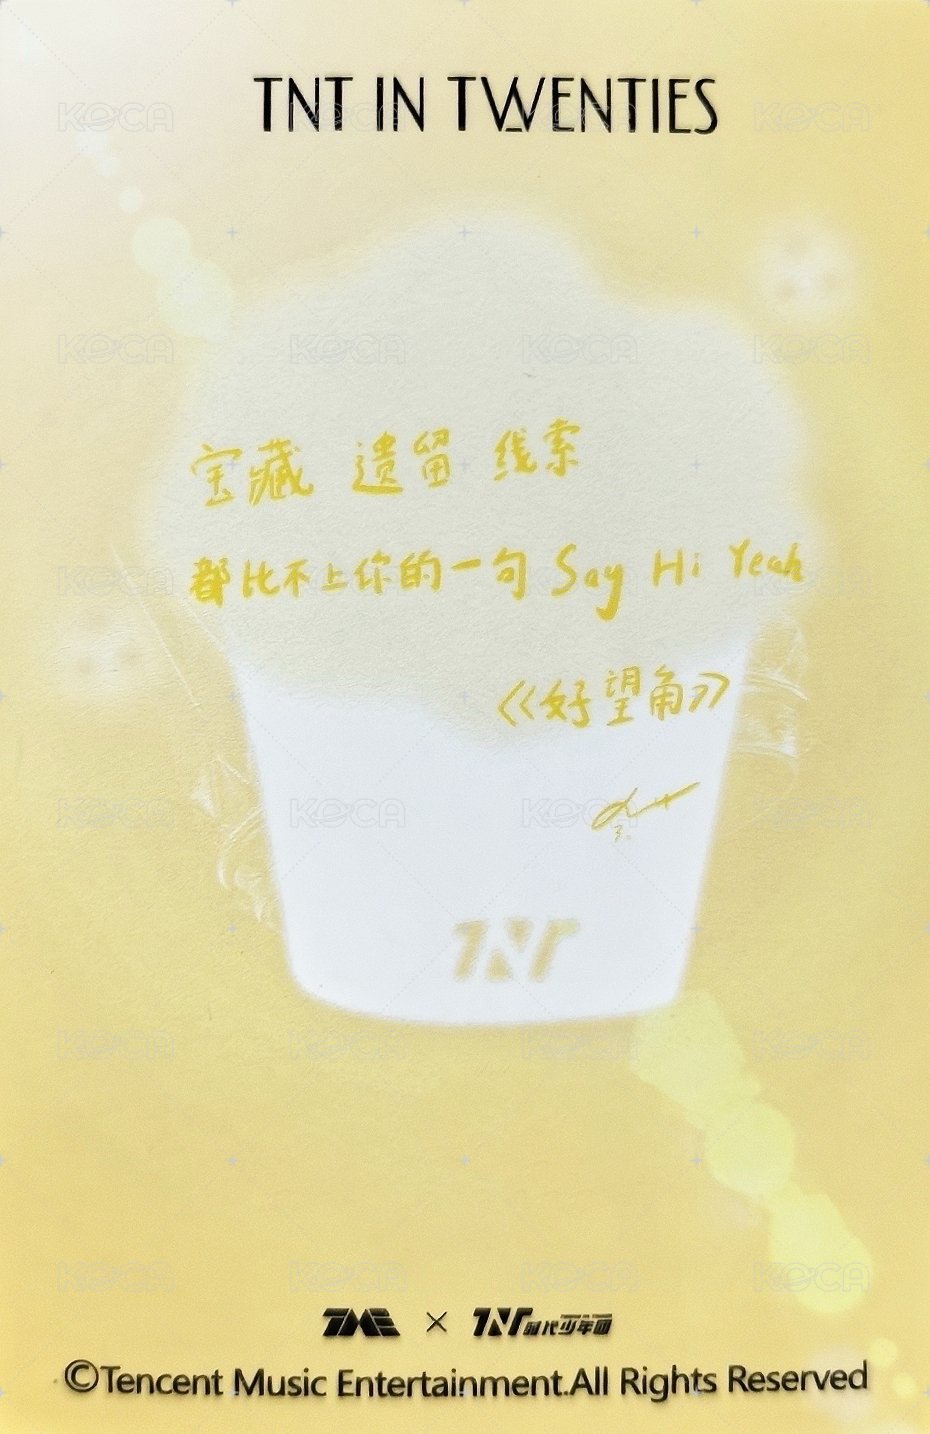 TNT IN TWENTIES
宝藏 遗留 线索
都比不上你的一句 Say Hi Yeah
《好望角》
TNT
TME × TNT时代少年团
©Tencent Music Entertainment.All Rights Reserved
KOCA